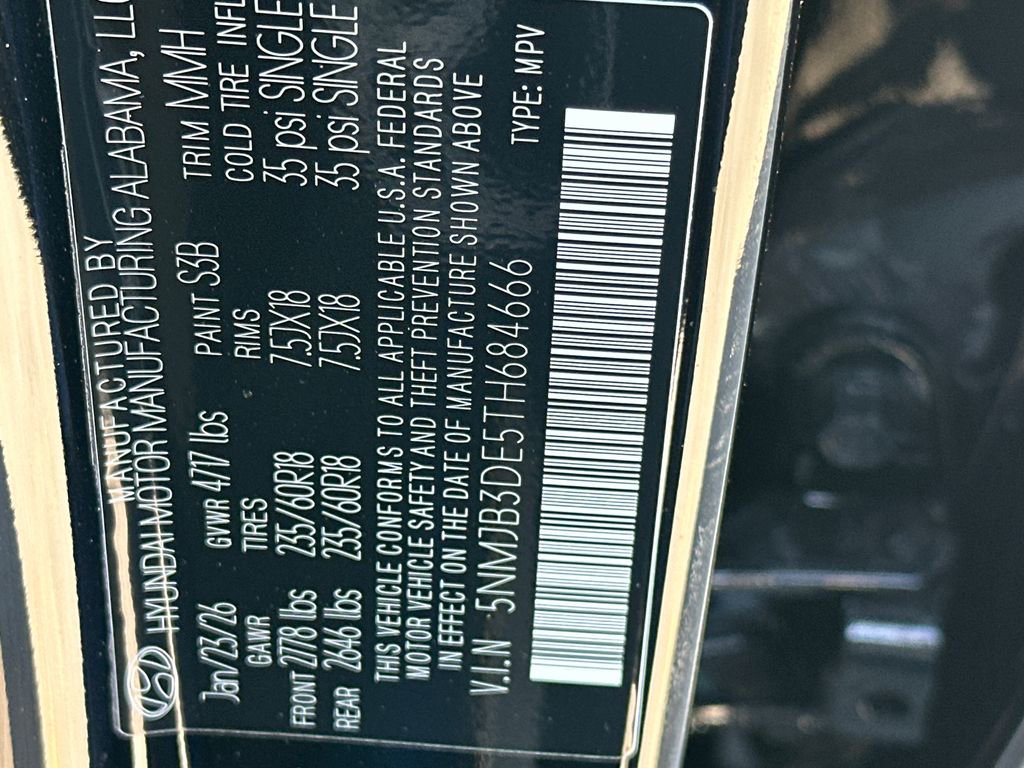 MANUFACTURED BY
HYUNDAI MOTOR MANUFACTURING ALABAMA, LLC
Jan/23/26 GVWR 4717 lbs PAINT S3B TRIM MMH
GAWR TIRES RIMS COLD TIRE INFL
FRONT 2778 lbs 235/60R18 7.5JX18 35 psi SINGLE
REAR 2646 lbs 235/60R18 7.5JX18 35 psi SINGLE
THIS VEHICLE CONFORMS TO ALL APPLICABLE U.S.A. FEDERAL
MOTOR VEHICLE SAFETY AND THEFT PREVENTION STANDARDS
IN EFFECT ON THE DATE OF MANUFACTURE SHOWN ABOVE
V.I.N 5NMJB3DE5TH684666 TYPE: MPV